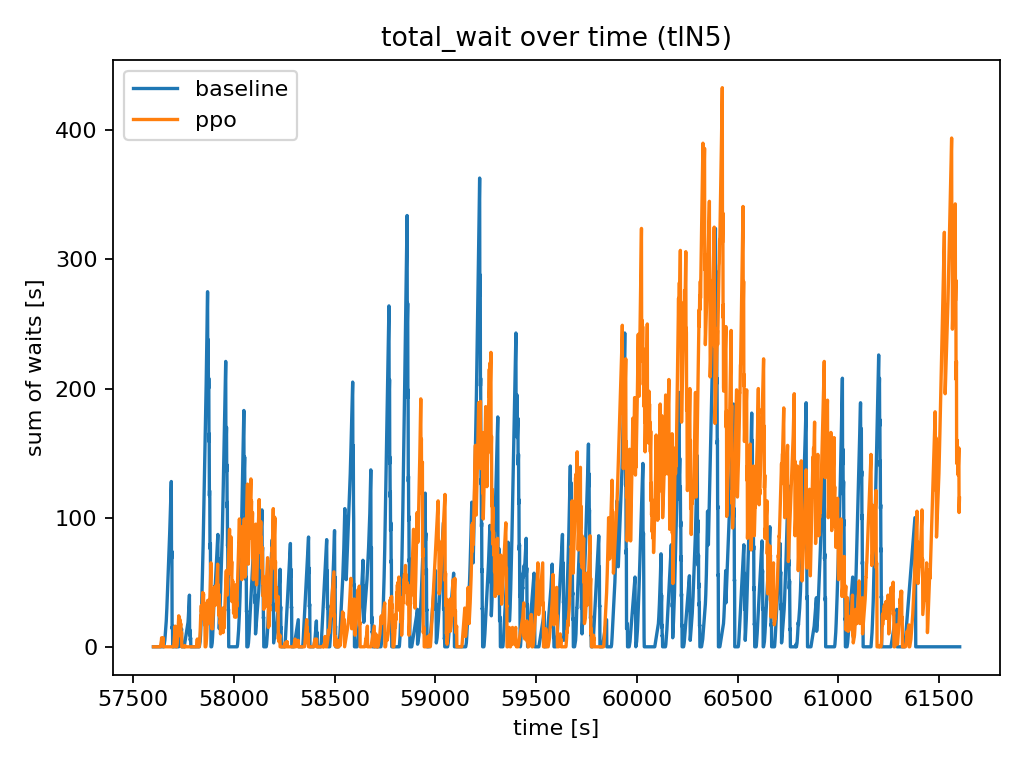 total_wait over time (tlN5)
baseline
ppo
sum of waits [s]
400
300
200
100
0
57500 58000 58500 59000 59500 60000 60500 61000 61500
time [s]